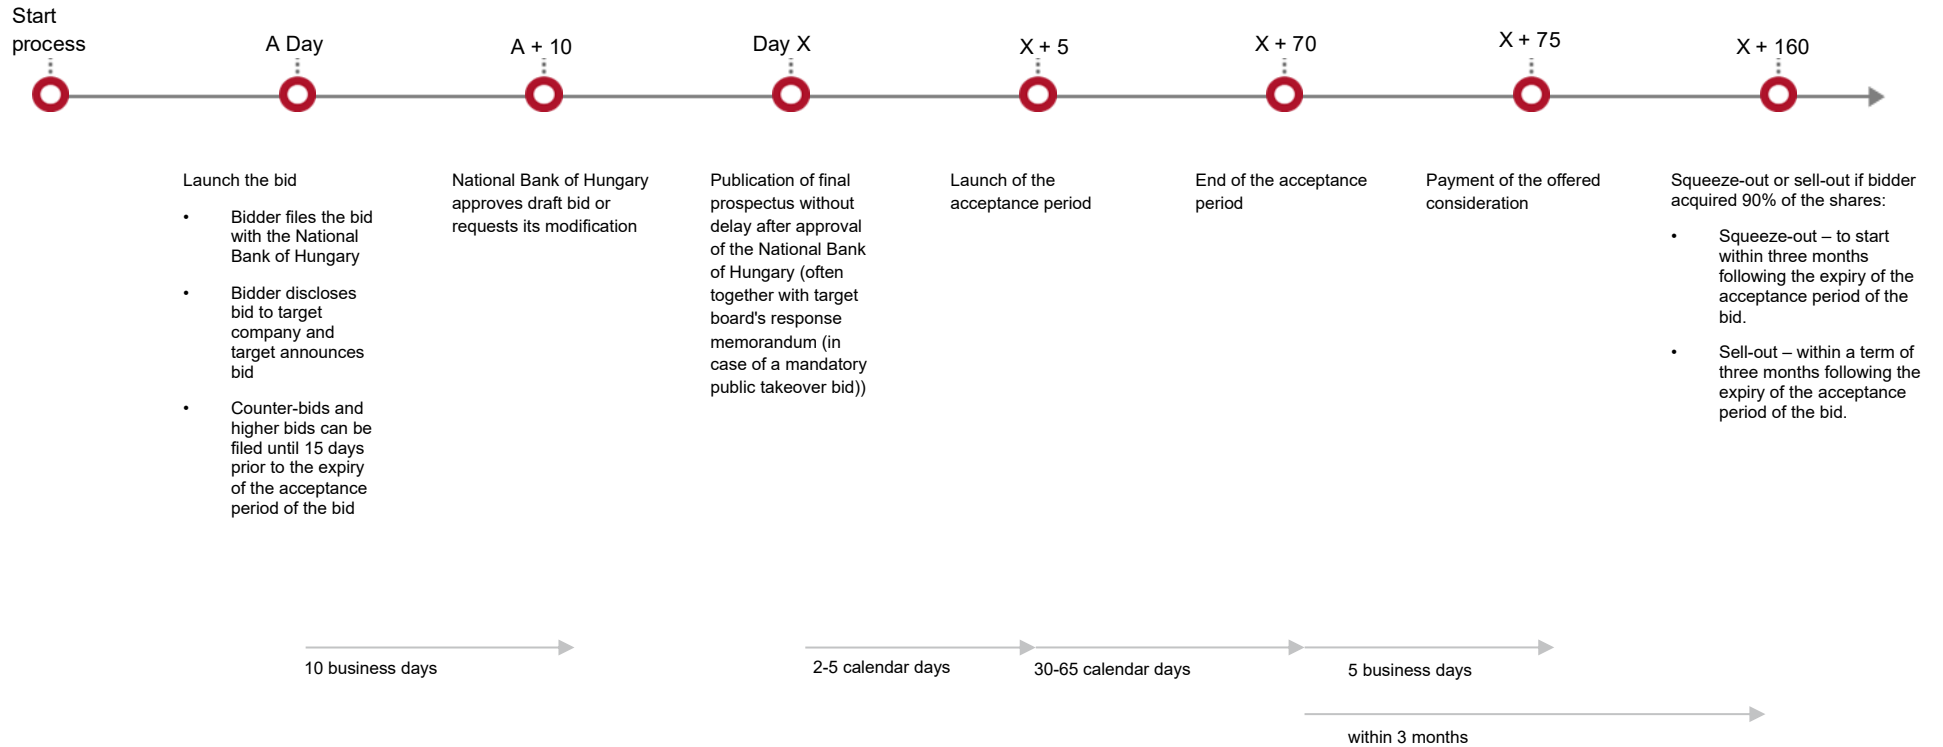 Start
process
A Day
A + 10
Day X
X + 5
X + 70
X + 75
X + 160
Launch the bid
• Bidder files the bid
with the National
Bank of Hungary
• Bidder discloses
bid to target
company and
target announces
bid
• Counter-bids and
higher bids can be
filed until 15 days
prior to the expiry
of the acceptance
period of the bid
National Bank of Hungary
approves draft bid or
requests its modification
Publication of final
prospectus without
delay after approval
of the National Bank
of Hungary (often
together with target
board's response
memorandum (in
case of a mandatory
public takeover bid))
Launch of the
acceptance period
End of the acceptance
period
Payment of the offered
consideration
Squeeze-out or sell-out if bidder
acquired 90% of the shares:
• Squeeze-out – to start
within three months
following the expiry of the
acceptance period of the
bid.
• Sell-out – within a term of
three months following the
expiry of the acceptance
period of the bid.
10 business days
2-5 calendar days
30-65 calendar days
5 business days
within 3 months